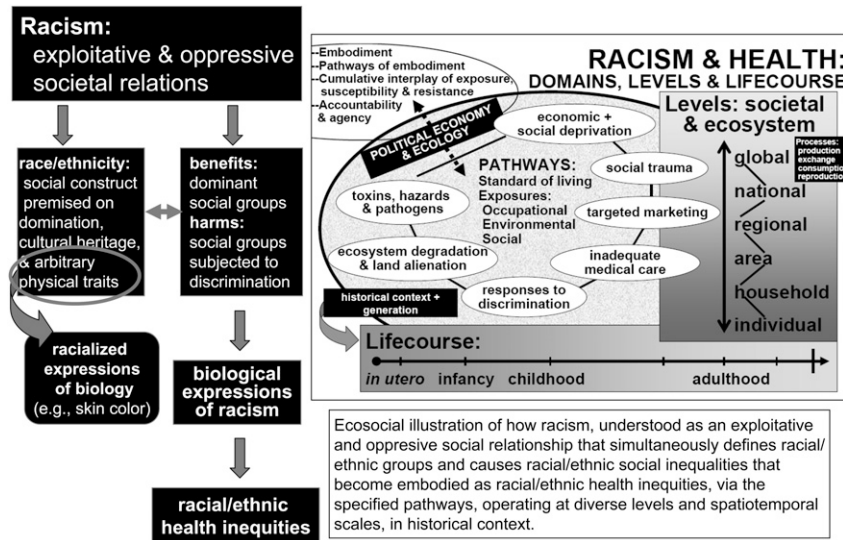 Racism:
exploitative & oppressive
societal relations
race/ethnicity:
social construct
premised on
domination,
cultural heritage,
& arbitrary
physical traits
benefits:
dominant
social groups
harms:
social groups
subjected to
discrimination
racialized
expressions
of biology
(e.g., skin color)
biological
expressions
of racism
racial/ethnic
health inequities
--Embodiment
--Pathways of embodiment
--Cumulative interplay of exposure,
susceptibility & resistance
--Accountability
& agency
RACISM & HEALTH:
DOMAINS, LEVELS & LIFECOURSE
POLITICAL ECONOMY
& ECOLOGY
economic +
social deprivation
social trauma
targeted marketing
inadequate
medical care
responses to
discrimination
ecosystem degradation
& land alienation
toxins, hazards
& pathogens
PATHWAYS:
Standard of living
Exposures:
Occupational
Environmental
Social
historical context +
generation
Levels: societal
& ecosystem
global
national
regional
area
household
individual
Processes:
production
exchange
consumption
reproduction
Lifecourse:
in utero infancy childhood adulthood
Ecosocial illustration of how racism, understood as an exploitative
and oppresive social relationship that simultaneously defines racial/
ethnic groups and causes racial/ethnic social inequalities that
become embodied as racial/ethnic health inequities, via the
specified pathways, operating at diverse levels and spatiotemporal
scales, in historical context.